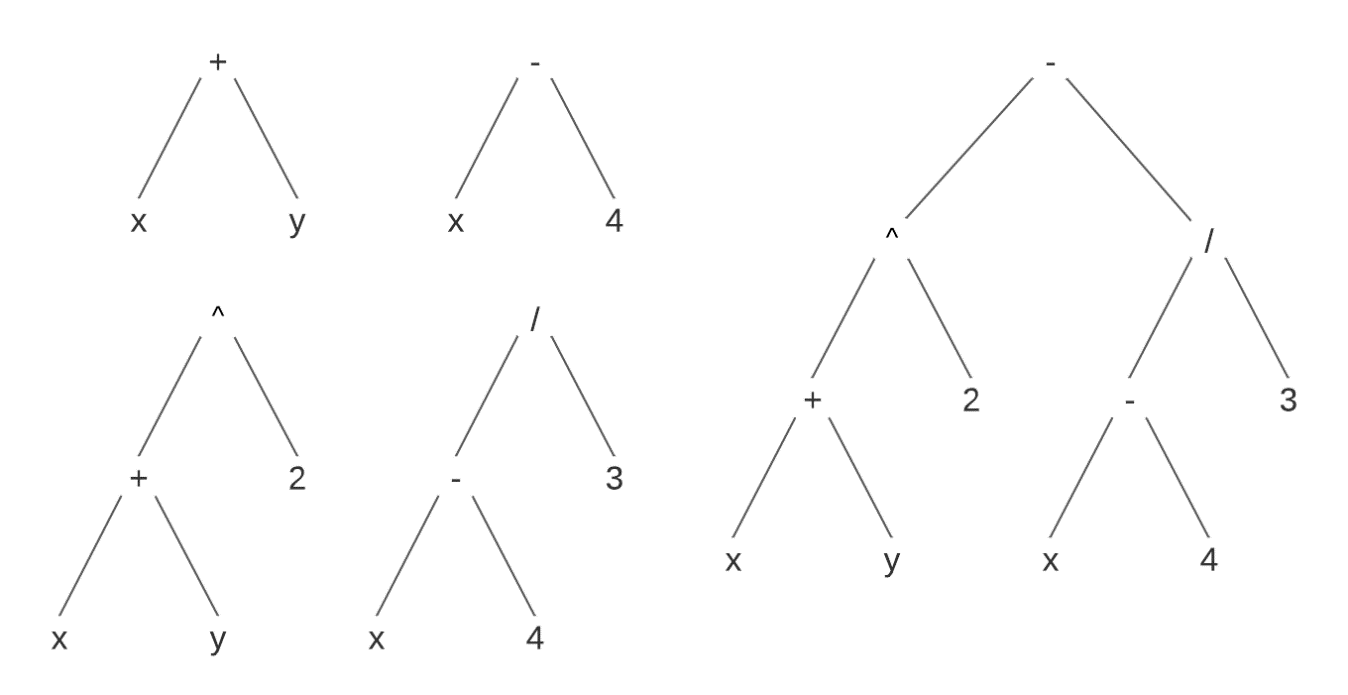 + - -
x y x 4
^ /
^ / + 2 - 3
+ 2 - 3
x y x 4
x y x 4